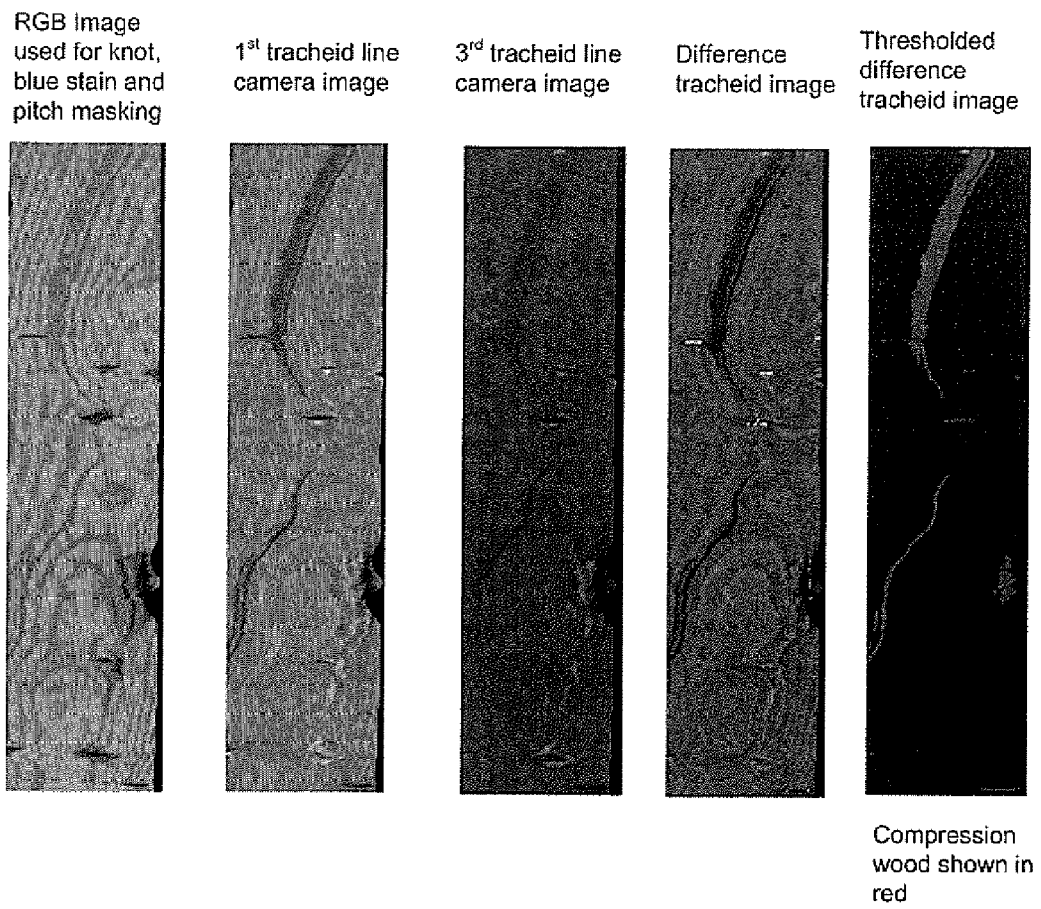 RGB Image
used for knot,
blue stain and
pitch masking
1st tracheid line
camera image
3rd tracheid line
camera image
Difference
tracheid image
Thresholded
difference
tracheid image
Compression
wood shown in
red